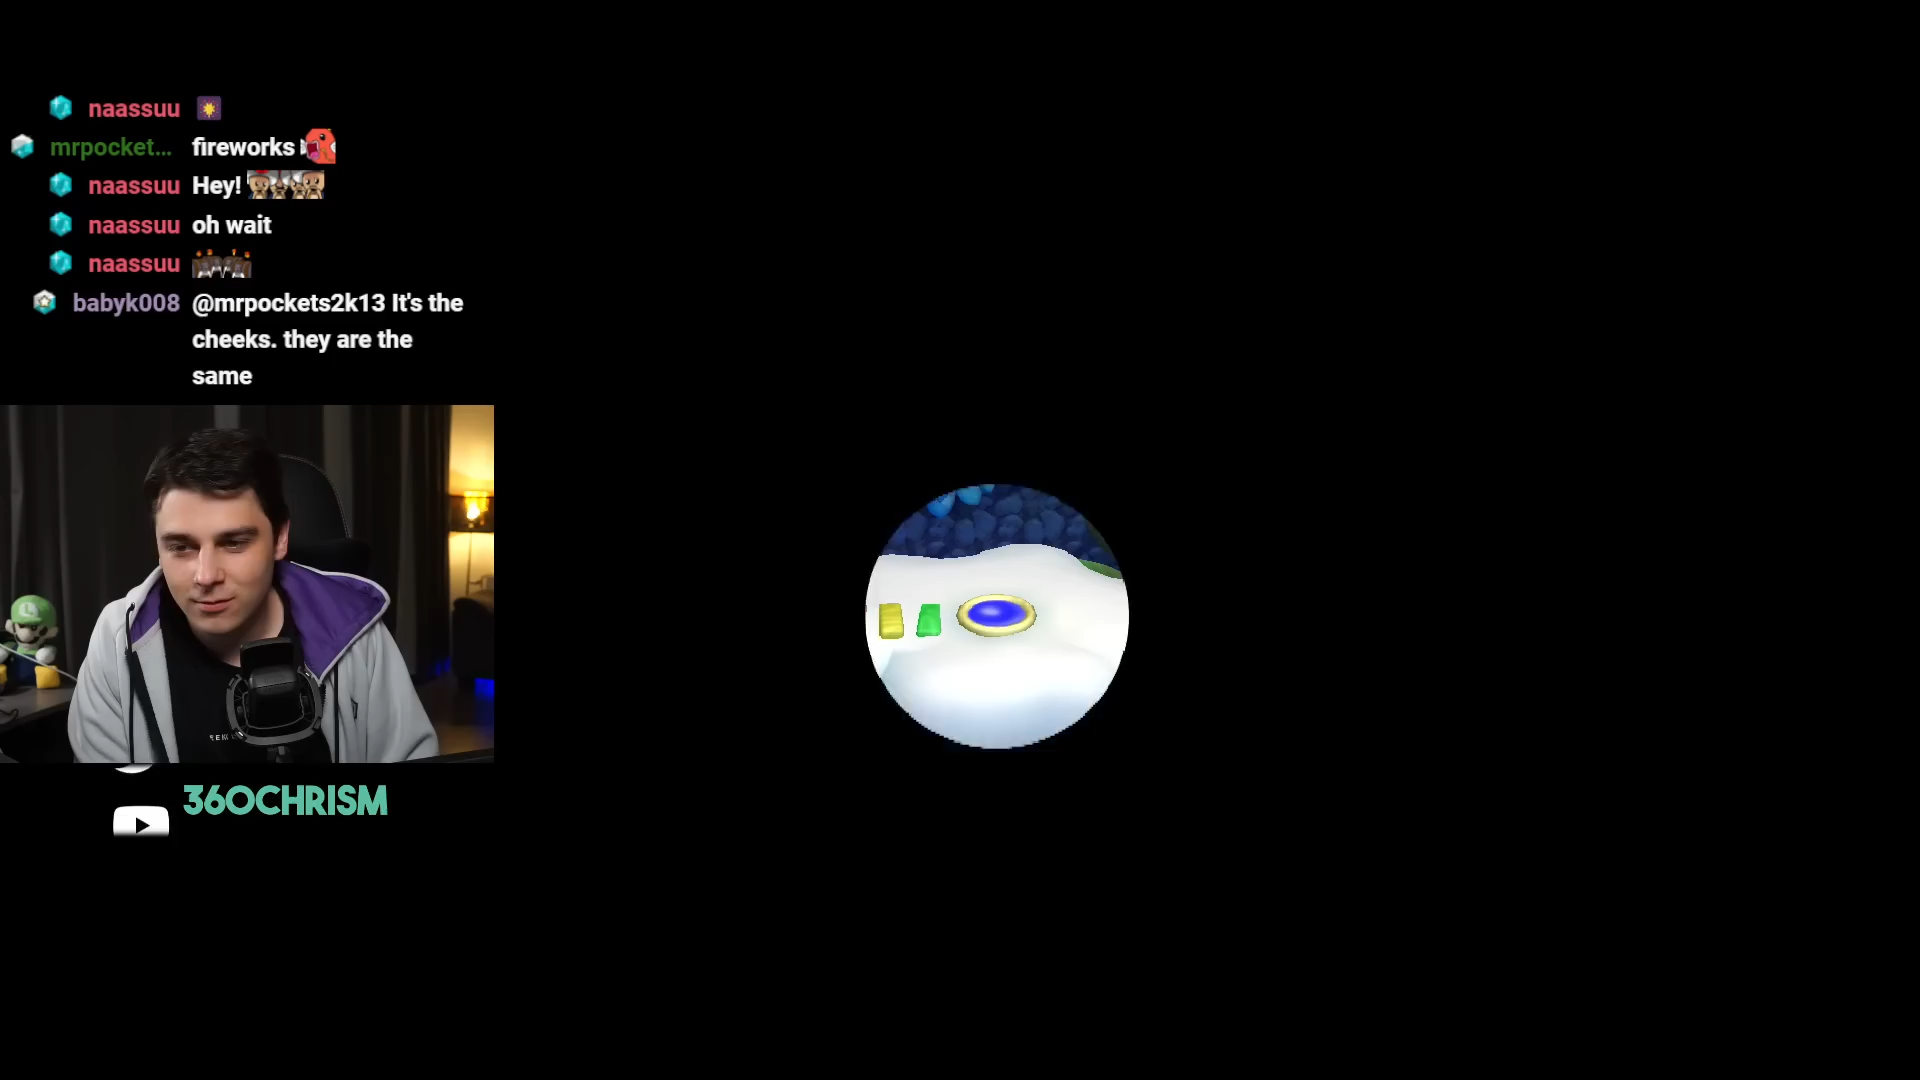 naassuu
mrpocket... fireworks
naassuu Hey!
naassuu oh wait
naassuu
babyk008 @mrpockets2k13 It's the
cheeks. they are the
same
360CHRISM